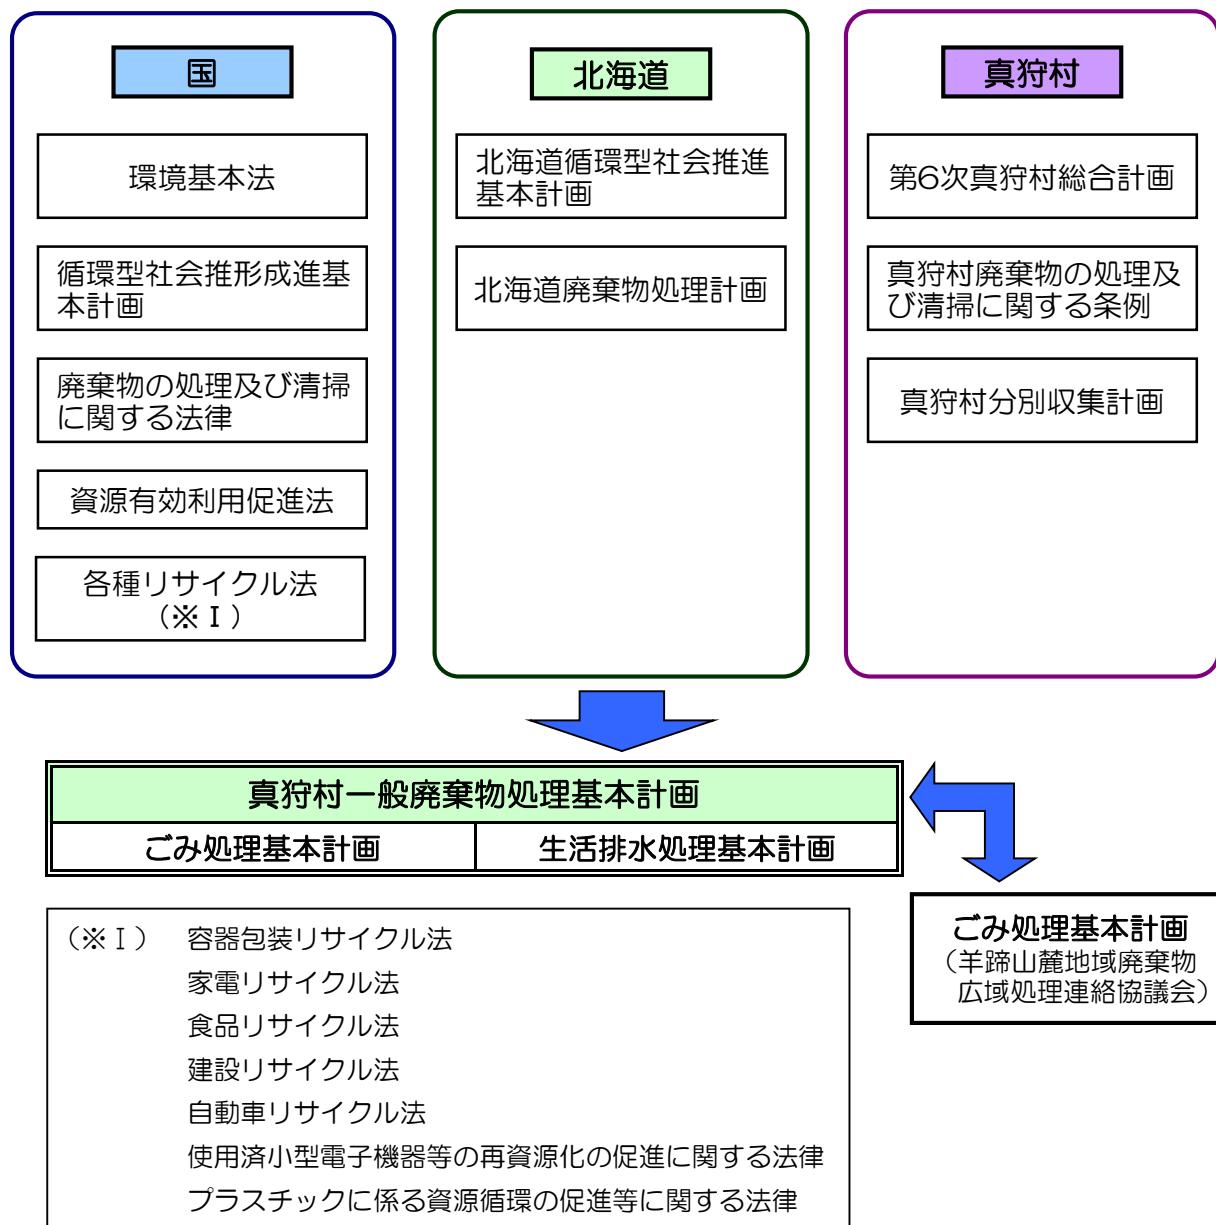 国
環境基本法
循環型社会推形成進基
本計画
廃棄物の処理及び清掃
に関する法律
資源有効利用促進法
各種リサイクル法
（※Ⅰ）
北海道
北海道循環型社会推進
基本計画
北海道廃棄物処理計画
真狩村
第6次真狩村総合計画
真狩村廃棄物の処理及
び清掃に関する条例
真狩村分別収集計画
真狩村一般廃棄物処理基本計画
ごみ処理基本計画
生活排水処理基本計画
ごみ処理基本計画
（羊蹄山麓地域廃棄物
広域処理連絡協議会）
（※Ⅰ） 容器包装リサイクル法
家電リサイクル法
食品リサイクル法
建設リサイクル法
自動車リサイクル法
使用済小型電子機器等の再資源化の促進に関する法律
プラスチックに係る資源循環の促進等に関する法律